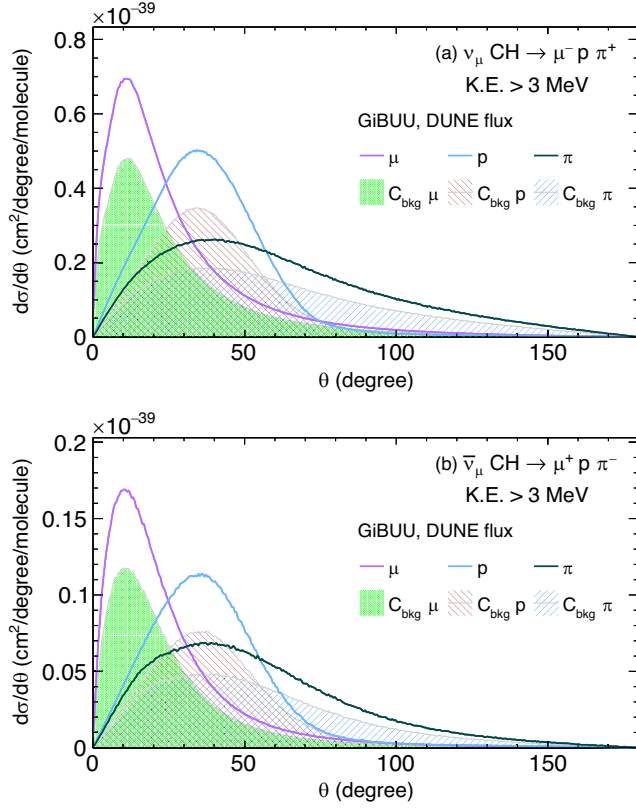 ×10⁻³⁹
(a) νμ CH → μ⁻ p π⁺
K.E. > 3 MeV
GiBUU, DUNE flux
μ p π
C_bkg μ C_bkg p C_bkg π
dσ/dθ (cm²/degree/molecule)
0.8
0.6
0.4
0.2
0
0 50 100 150
θ (degree)
×10⁻³⁹
(b) ν̄μ CH → μ⁺ p π⁻
K.E. > 3 MeV
GiBUU, DUNE flux
μ p π
C_bkg μ C_bkg p C_bkg π
dσ/dθ (cm²/degree/molecule)
0.2
0.15
0.1
0.05
0
0 50 100 150
θ (degree)